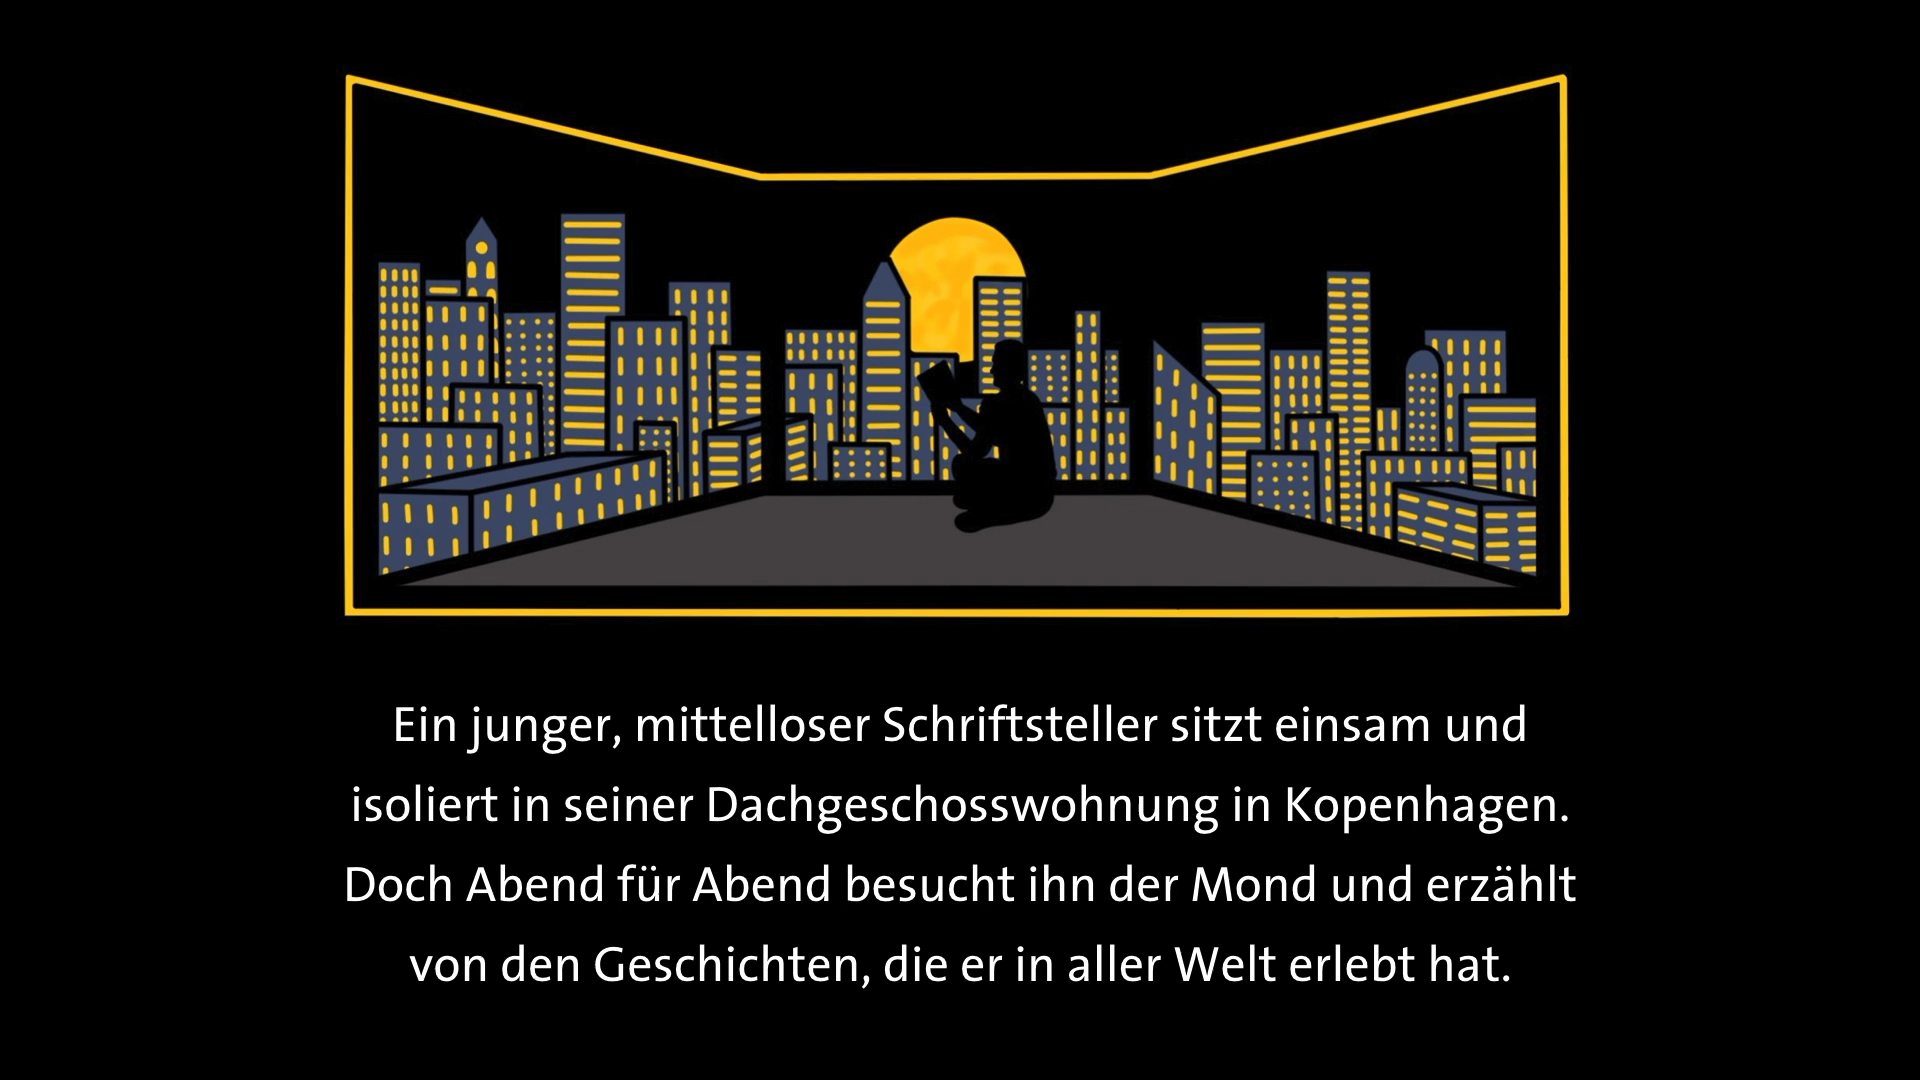 Ein junger, mittelloser Schriftsteller sitzt einsam und
isoliert in seiner Dachgeschosswohnung in Kopenhagen.
Doch Abend für Abend besucht ihn der Mond und erzählt
von den Geschichten, die er in aller Welt erlebt hat.